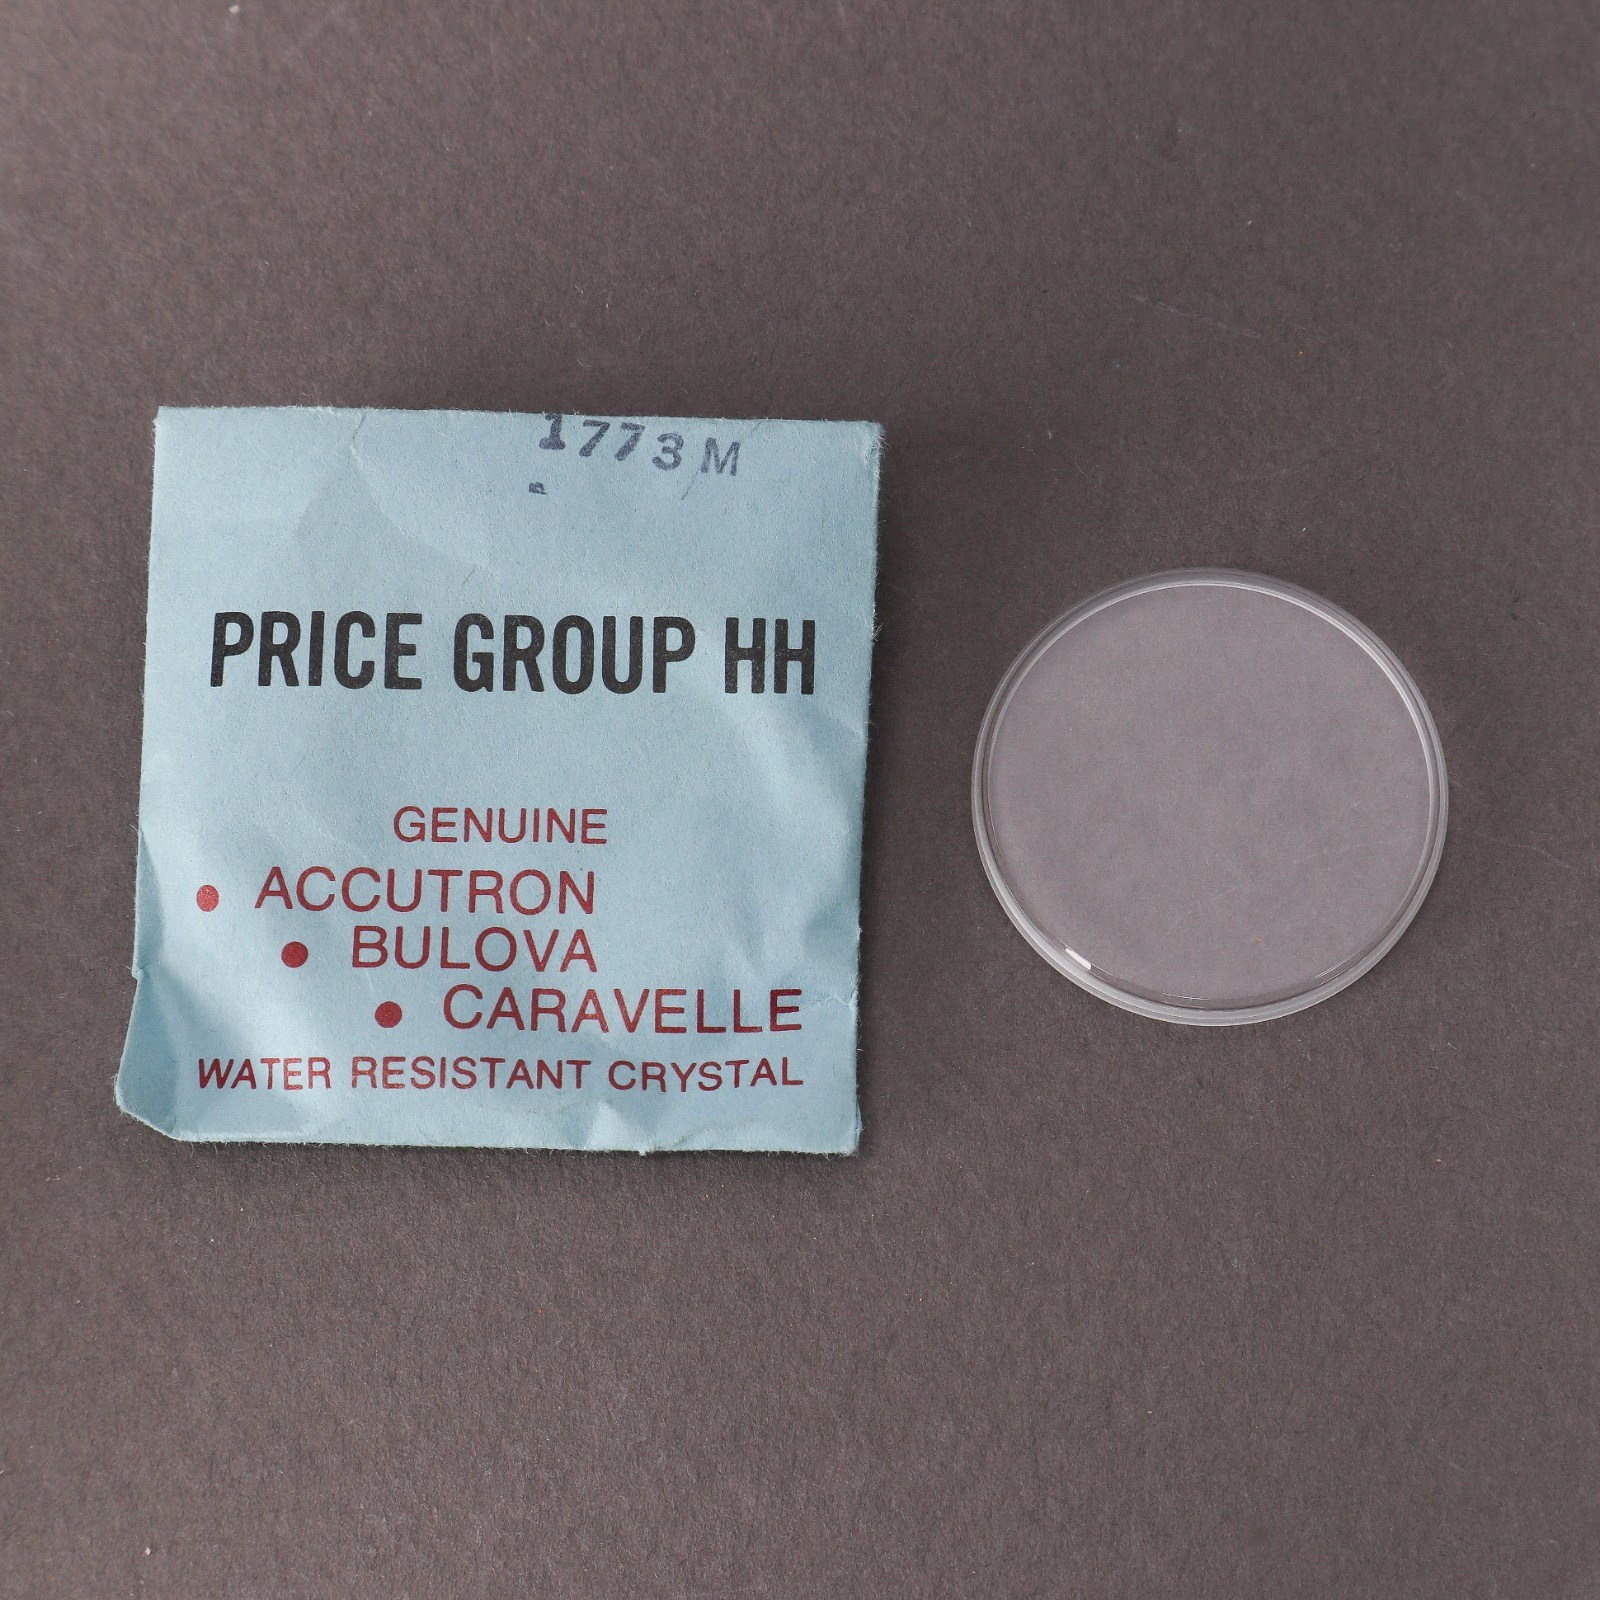 1773 M
PRICE GROUP HH
GENUINE
• ACCUTRON
• BULOVA
• CARAVELLE
WATER RESISTANT CRYSTAL